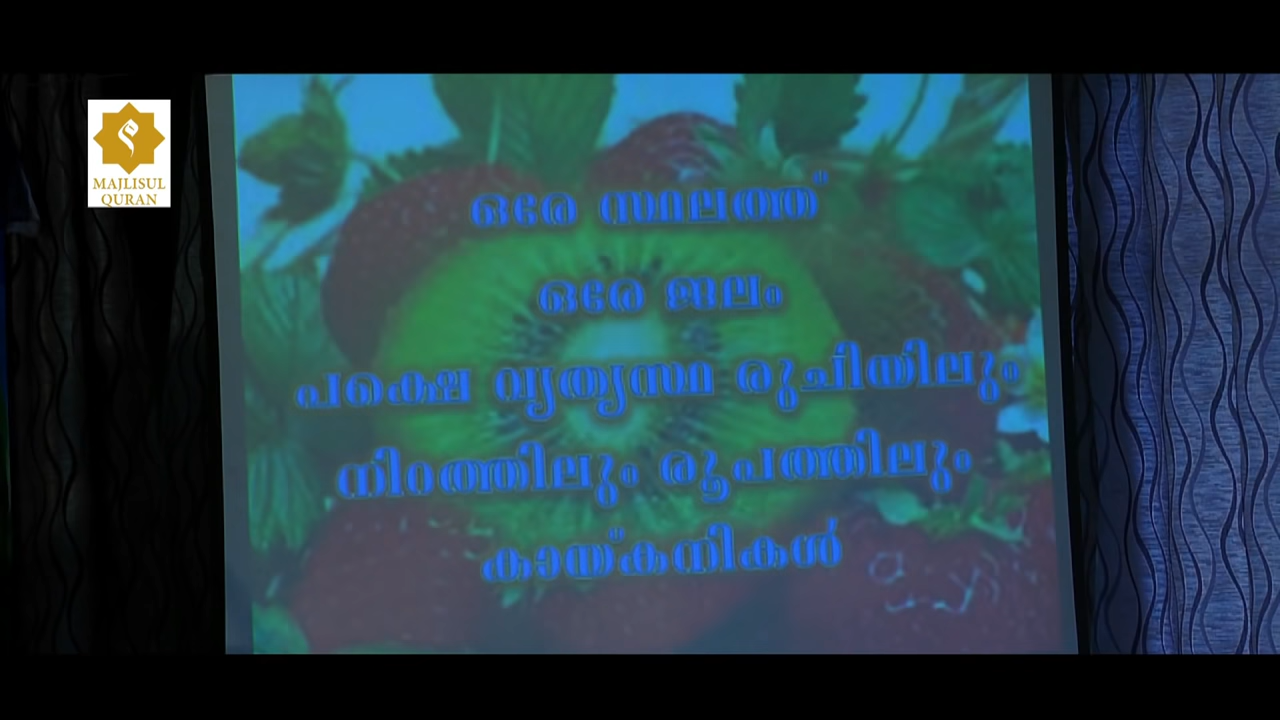 MAJLISUL
QURAN
ഒരേ സ്ഥലത്ത്
ഒരേ ജലം
പക്ഷെ വ്യത്യസ്ഥ രുചിയിലും
നിറത്തിലും രൂപത്തിലും
കായ്കനികൾ